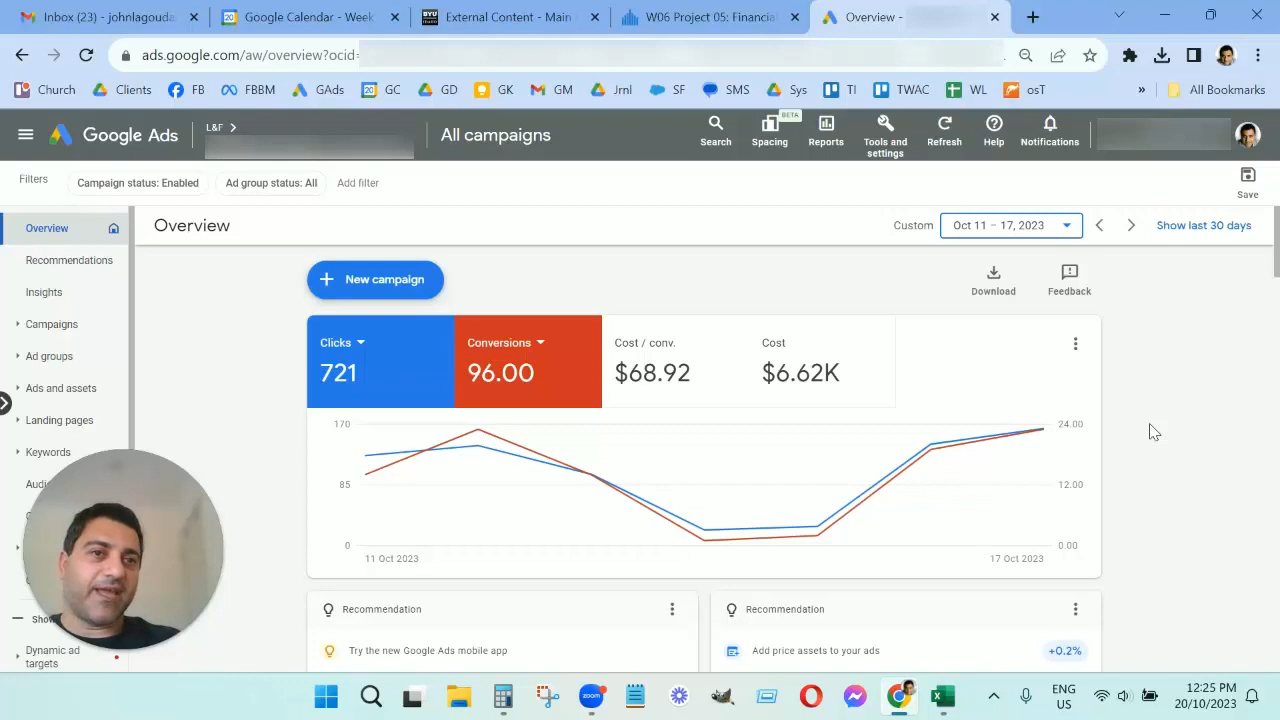 Inbox (23) - johnlagouda
Google Calendar - Week
BYU
External Content - Main
W06 Project 05: Financial
Overview -
ads.google.com/aw/overview?ocid=
Church
Clients
FB
FBBM
GAds
GC
GD
GK
GM
Jrnl
SF
SMS
Sys
TI
TWAC
WL
osT
»
All Bookmarks
Google Ads
L&F
All campaigns
Search
BETA
Spacing
Reports
Tools and
settings
Refresh
Help
Notifications
Filters
Campaign status: Enabled
Ad group status: All
Add filter
Save
Overview
Recommendations
Insights
Campaigns
Ad groups
Ads and assets
Landing pages
Keywords
Dynamic ad
targets
Overview
Custom
Oct 11 – 17, 2023
Show last 30 days
New campaign
Download
Feedback
Clicks
721
Conversions
96.00
Cost / conv.
$68.92
Cost
$6.62K
170
85
0
24.00
12.00
0.00
11 Oct 2023
17 Oct 2023
Recommendation
Try the new Google Ads mobile app
Recommendation
Add price assets to your ads
+0.2%
zoom
ENG
US
12:25 PM
20/10/2023